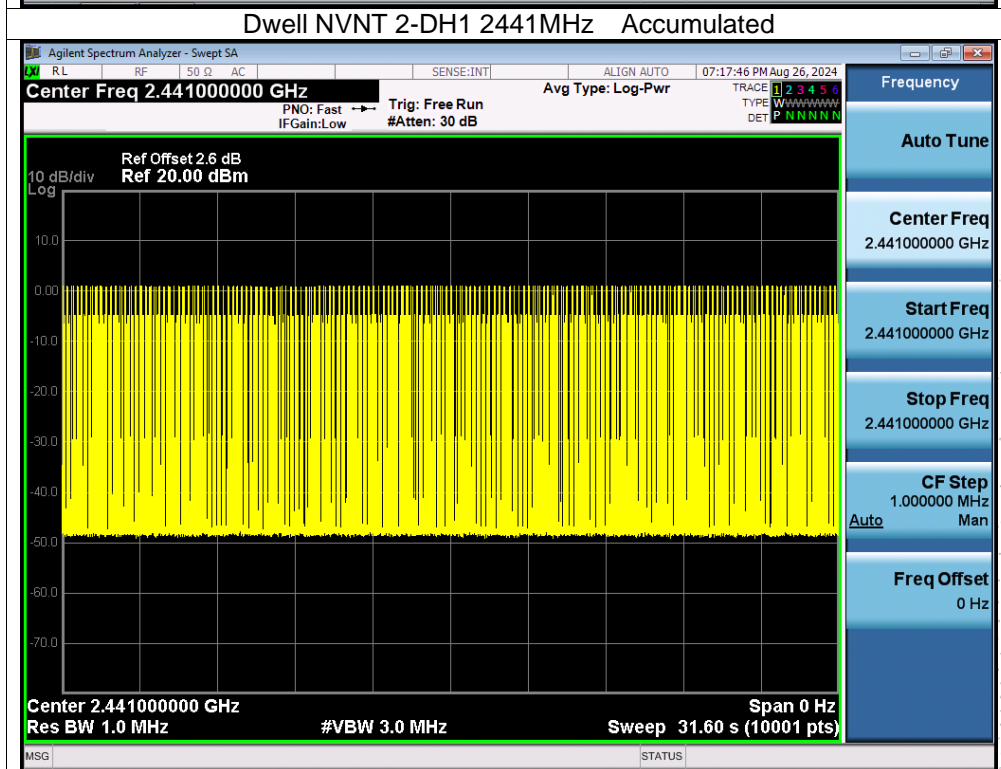 Dwell NVNT 2-DH1 2441MHz Accumulated
Agilent Spectrum Analyzer - Swept SA
LXI RL RF 50 Ω AC SENSE:INT ALIGN AUTO 07:17:46 PM Aug 26, 2024
Center Freq 2.441000000 GHz
PNO: Fast
IFGain:Low
Trig: Free Run
#Atten: 30 dB
Avg Type: Log-Pwr
TRACE 1 2 3 4 5 6
TYPE WWWWWW
DET P N N N N N
Ref Offset 2.6 dB
10 dB/div Ref 20.00 dBm
Log
10.0
0.00
-10.0
-20.0
-30.0
-40.0
-50.0
-60.0
-70.0
Center 2.441000000 GHz Span 0 Hz
Res BW 1.0 MHz #VBW 3.0 MHz Sweep 31.60 s (10001 pts)
MSG STATUS
Frequency
Auto Tune
Center Freq
2.441000000 GHz
Start Freq
2.441000000 GHz
Stop Freq
2.441000000 GHz
CF Step
1.000000 MHz
Auto Man
Freq Offset
0 Hz